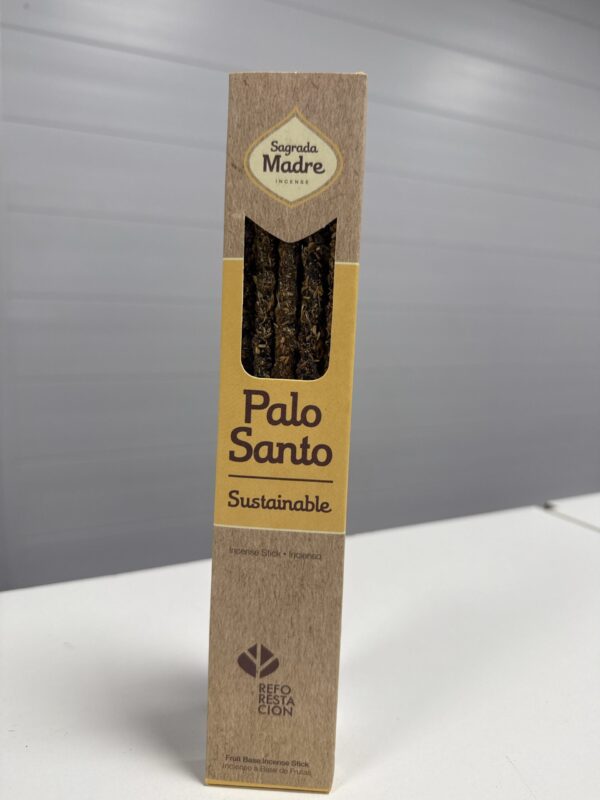 Sagrada
Madre
INCENSE
Palo
Santo
Sustainable
Incense Stick • Incienso
REFO
RESTA
CION
Fruit Base Incense Stick
Incienso a Base de Frutas